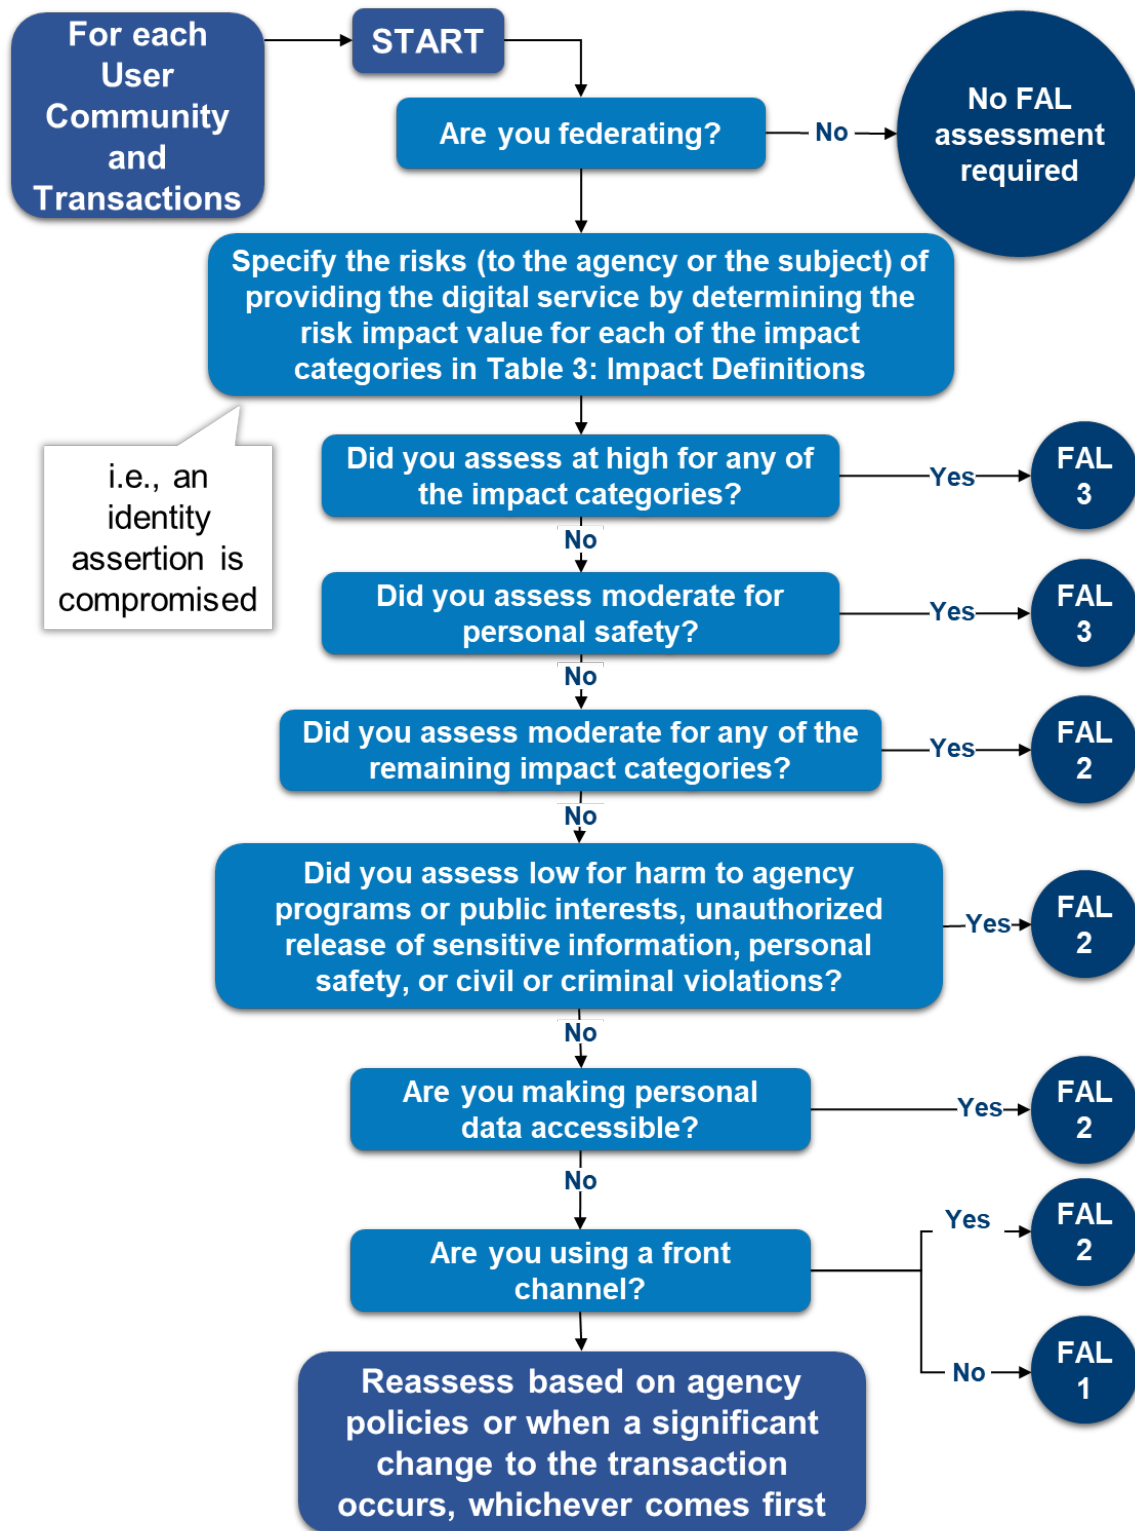 For each
User
Community
and
Transactions
START
Are you federating?
No
No FAL
assessment
required
Specify the risks (to the agency or the subject) of
providing the digital service by determining the
risk impact value for each of the impact
categories in Table 3: Impact Definitions
i.e., an
identity
assertion is
compromised
Did you assess at high for any of
the impact categories?
Yes
FAL
3
No
Did you assess moderate for
personal safety?
Yes
FAL
3
No
Did you assess moderate for any of the
remaining impact categories?
Yes
FAL
2
No
Did you assess low for harm to agency
programs or public interests, unauthorized
release of sensitive information, personal
safety, or civil or criminal violations?
Yes
FAL
2
No
Are you making personal
data accessible?
Yes
FAL
2
No
Are you using a front
channel?
Yes
FAL
2
No
FAL
1
Reassess based on agency
policies or when a significant
change to the transaction
occurs, whichever comes first